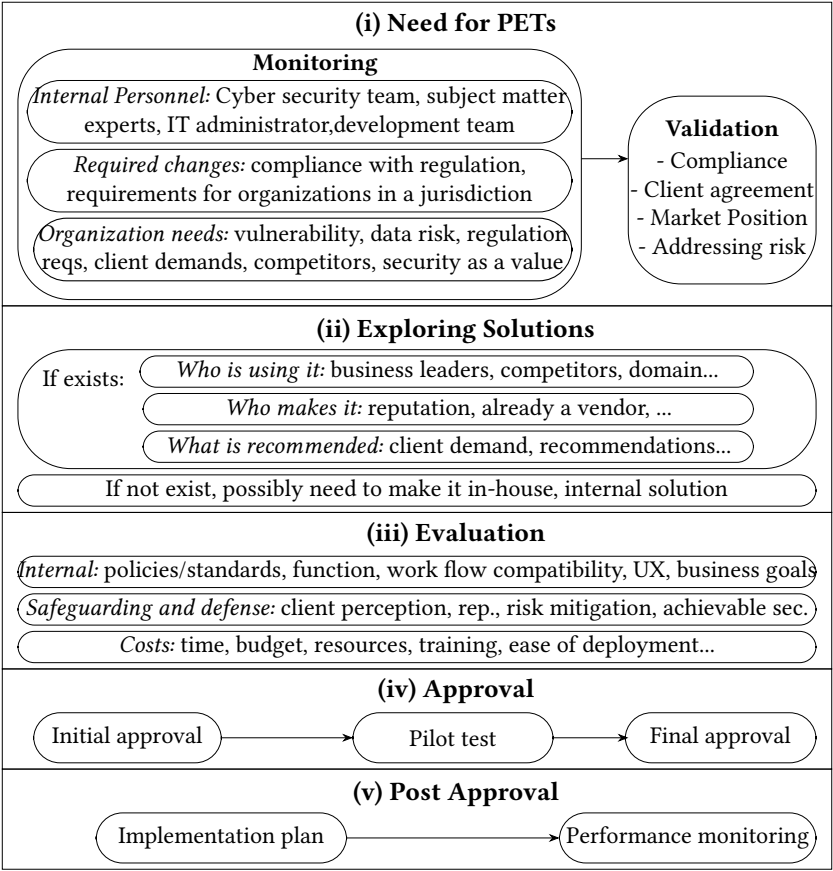 (i) Need for PETs
Monitoring
Internal Personnel: Cyber security team, subject matter
experts, IT administrator,development team
Required changes: compliance with regulation,
requirements for organizations in a jurisdiction
Organization needs: vulnerability, data risk, regulation
reqs, client demands, competitors, security as a value
Validation
- Compliance
- Client agreement
- Market Position
- Addressing risk
(ii) Exploring Solutions
If exists:
Who is using it: business leaders, competitors, domain...
Who makes it: reputation, already a vendor, ...
What is recommended: client demand, recommendations...
If not exist, possibly need to make it in-house, internal solution
(iii) Evaluation
Internal: policies/standards, function, work flow compatibility, UX, business goals
Safeguarding and defense: client perception, rep., risk mitigation, achievable sec.
Costs: time, budget, resources, training, ease of deployment...
(iv) Approval
Initial approval
Pilot test
Final approval
(v) Post Approval
Implementation plan
Performance monitoring